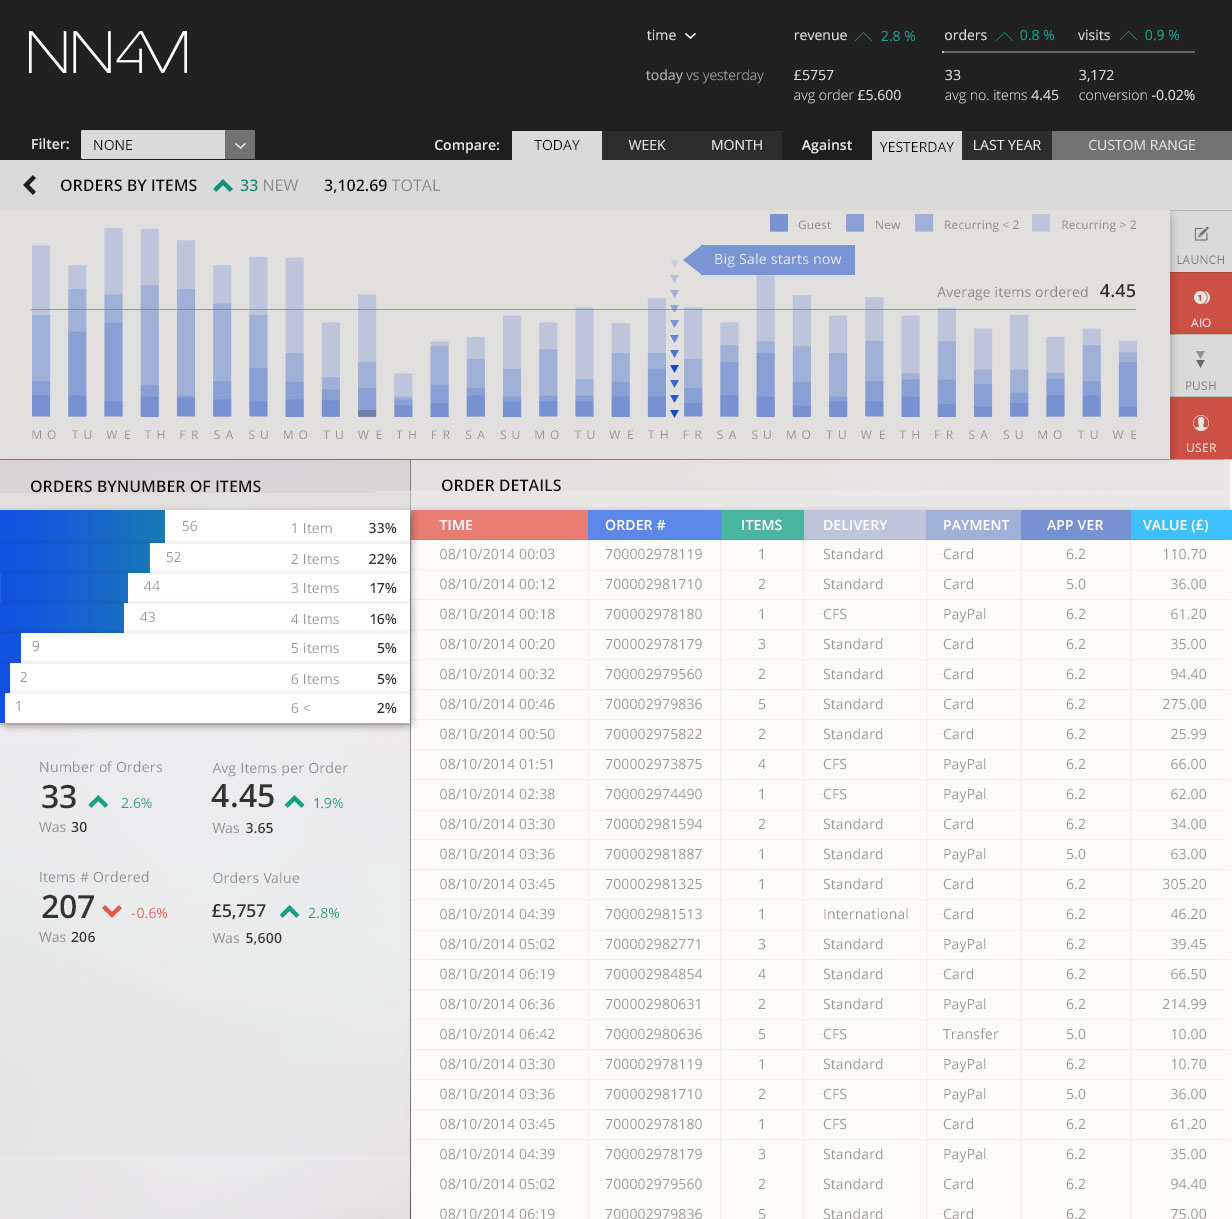 NN4M
time revenue 2.8 % orders 0.8 % visits 0.9 %
today vs yesterday £5757 33 3,172
avg order £5.600 avg no. items 4.45 conversion -0.02%
Filter: NONE Compare: TODAY WEEK MONTH Against YESTERDAY LAST YEAR CUSTOM RANGE
ORDERS BY ITEMS 33 NEW 3,102.69 TOTAL
Guest New Recurring < 2 Recurring > 2
Big Sale starts now
LAUNCH
Average items ordered 4.45
1
AIO
PUSH
MO TU WE TH FR SA SU MO TU WE TH FR SA SU MO TU WE TH FR SA SU MO TU WE TH FR SA SU MO TU WE
USER
ORDERS BYNUMBER OF ITEMS
56 1 Item 33%
52 2 Items 22%
44 3 Items 17%
43 4 Items 16%
9 5 items 5%
2 6 Items 5%
1 6 < 2%
Number of Orders Avg Items per Order
33 2.6% 4.45 1.9%
Was 30 Was 3.65
Items # Ordered Orders Value
207 -0.6% £5,757 2.8%
Was 206 Was 5,600
ORDER DETAILS
TIME ORDER # ITEMS DELIVERY PAYMENT APP VER VALUE (£)
08/10/2014 00:03 700002978119 1 Standard Card 6.2 110.70
08/10/2014 00:12 700002981710 2 Standard Card 5.0 36.00
08/10/2014 00:18 700002978180 1 CFS PayPal 6.2 61.20
08/10/2014 00:20 700002978179 3 Standard Card 6.2 35.00
08/10/2014 00:32 700002979560 2 Standard Card 6.2 94.40
08/10/2014 00:46 700002979836 5 Standard Card 6.2 275.00
08/10/2014 00:50 700002975822 2 Standard Card 6.2 25.99
08/10/2014 01:51 700002973875 4 CFS PayPal 6.2 66.00
08/10/2014 02:38 700002974490 1 CFS PayPal 6.2 62.00
08/10/2014 03:30 700002981594 2 Standard Card 6.2 34.00
08/10/2014 03:36 700002981887 1 Standard PayPal 5.0 63.00
08/10/2014 03:45 700002981325 1 Standard Card 6.2 305.20
08/10/2014 04:39 700002981513 1 International Card 6.2 46.20
08/10/2014 05:02 700002982771 3 Standard PayPal 6.2 39.45
08/10/2014 06:19 700002984854 4 Standard Card 6.2 66.50
08/10/2014 06:36 700002980631 2 Standard PayPal 6.2 214.99
08/10/2014 06:42 700002980636 5 CFS Transfer 5.0 10.00
08/10/2014 03:30 700002978119 1 Standard PayPal 6.2 10.70
08/10/2014 03:36 700002981710 2 CFS PayPal 5.0 36.00
08/10/2014 03:45 700002978180 1 CFS Card 6.2 61.20
08/10/2014 04:39 700002978179 3 Standard PayPal 6.2 35.00
08/10/2014 05:02 700002979560 2 Standard Card 6.2 94.40
08/10/2014 06:19 700002979836 5 Standard Card 6.2 75.00